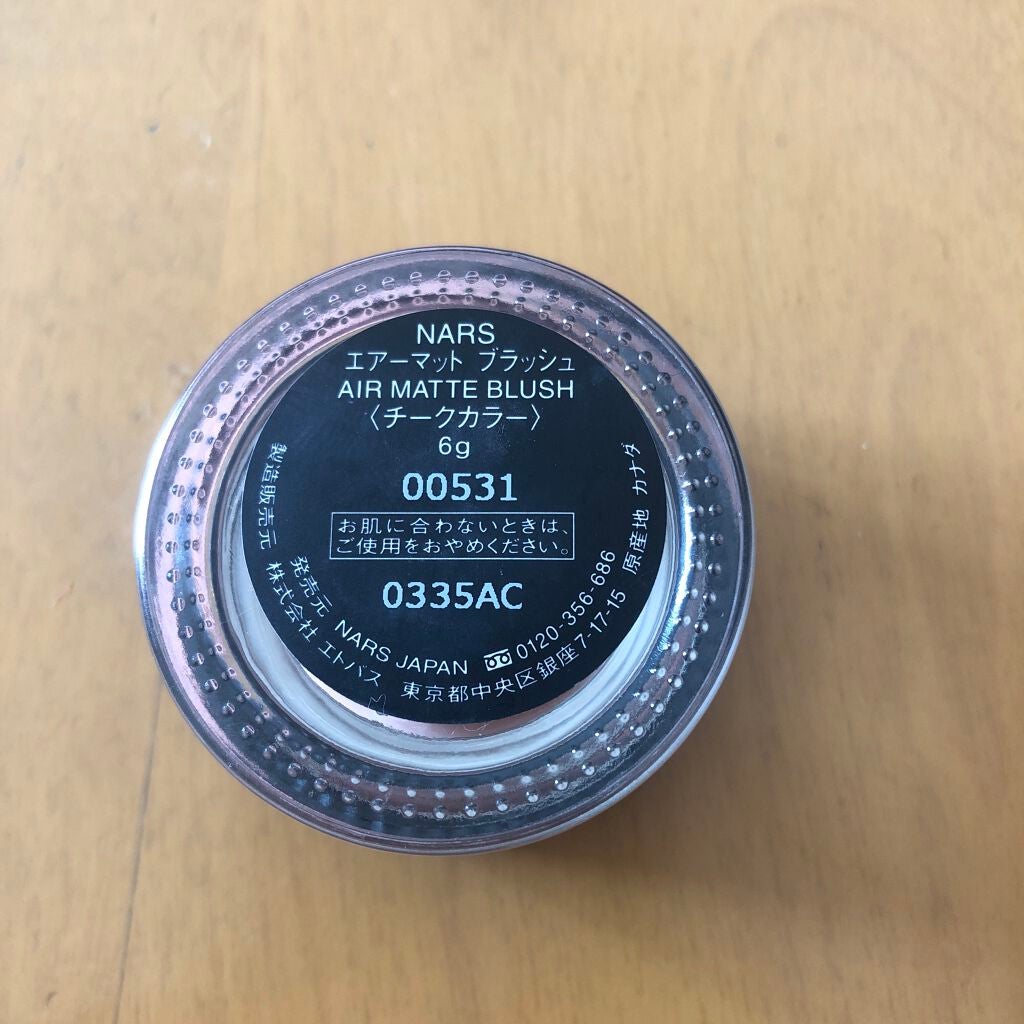 NARS
エアーマット ブラッシュ
AIR MATTE BLUSH
〈チークカラー〉
6g
00531
お肌に合わないときは、
ご使用をおやめください。
0335AC
発売元 NARS JAPAN 0120-356-686
製造販売元 株式会社 エトバス 東京都中央区銀座7-17-15 原産地 カナダ